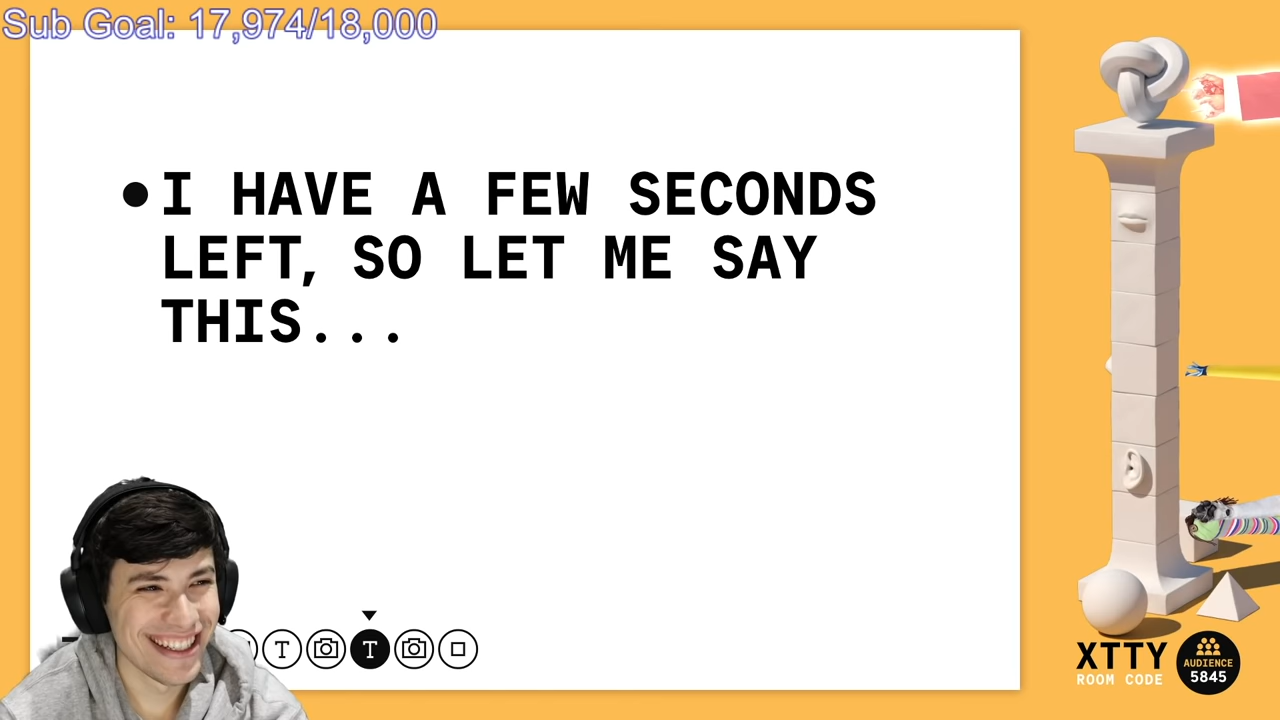 Sub Goal: 17,974/18,000
•I HAVE A FEW SECONDS
LEFT, SO LET ME SAY
THIS...
T
T
XTTY
ROOM CODE
AUDIENCE
5845